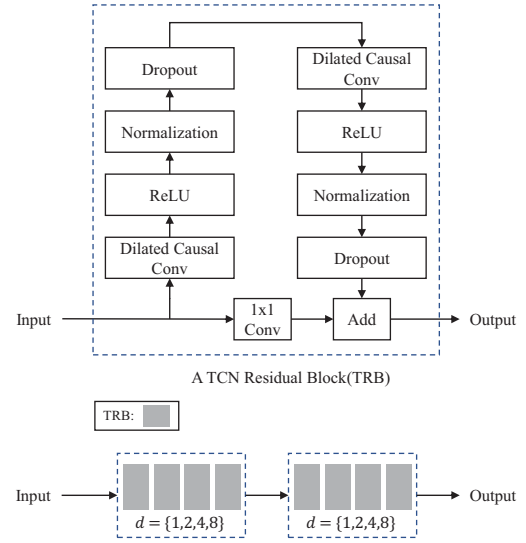 Dropout
Normalization
ReLU
Dilated Causal
Conv
Dilated Causal
Conv
ReLU
Normalization
Dropout
Input
1x1
Conv
Add
Output
A TCN Residual Block(TRB)
TRB:
Input
d = {1,2,4,8}
d = {1,2,4,8}
Output